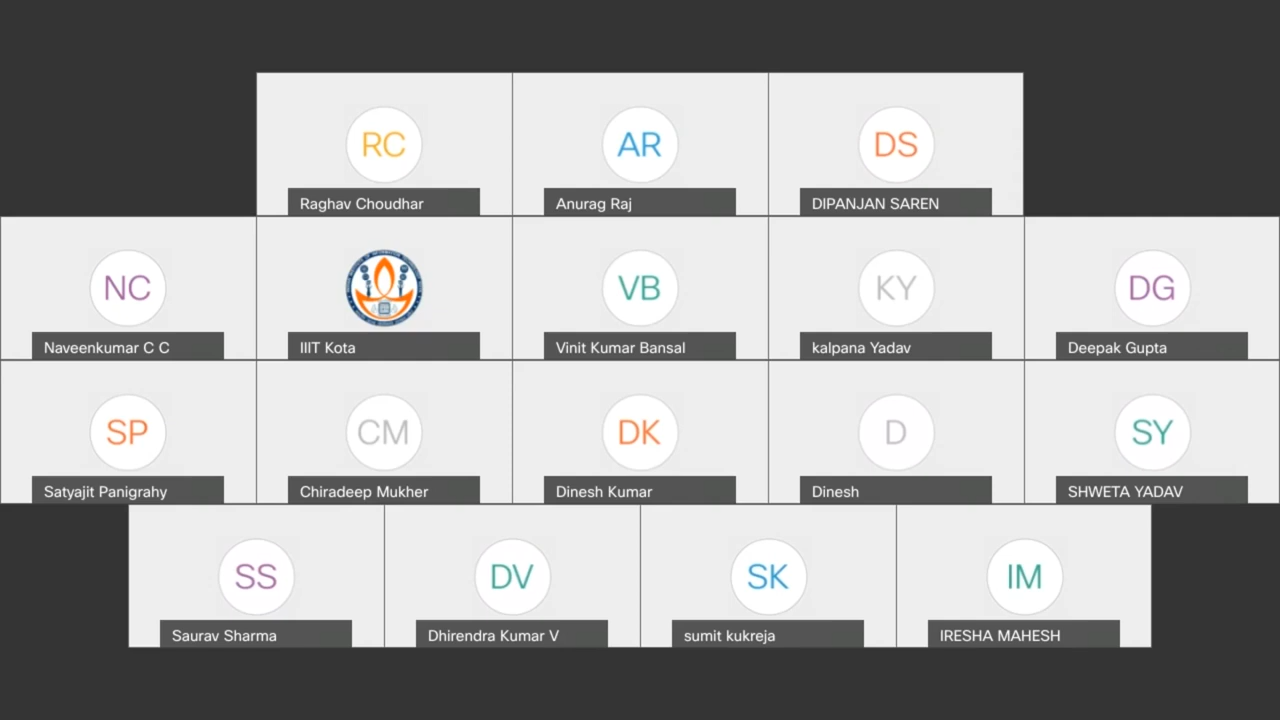 RC
Raghav Choudhar
AR
Anurag Raj
DS
DIPANJAN SAREN
NC
Naveenkumar C C
IIIT Kota
VB
Vinit Kumar Bansal
KY
kalpana Yadav
DG
Deepak Gupta
SP
Satyajit Panigrahy
CM
Chiradeep Mukher
DK
Dinesh Kumar
D
Dinesh
SY
SHWETA YADAV
SS
Saurav Sharma
DV
Dhirendra Kumar V
SK
sumit kukreja
IM
IRESHA MAHESH